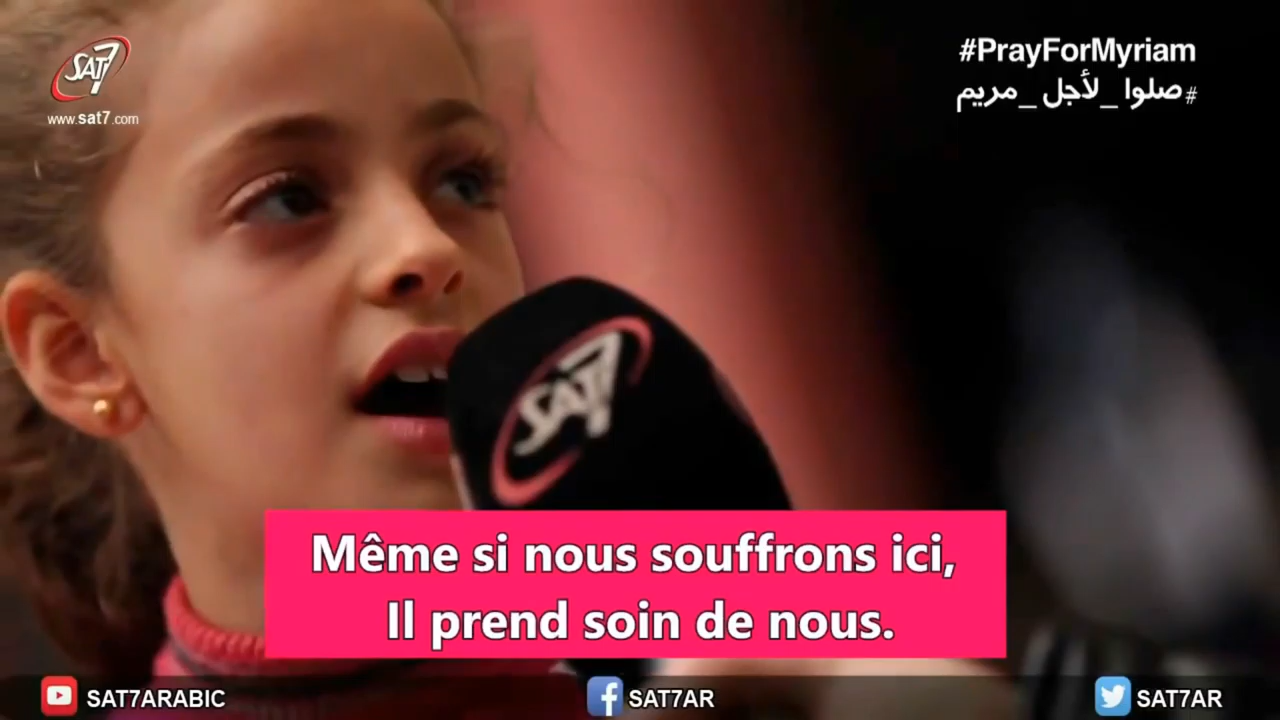 SAT7
www.sat7.com
#PrayForMyriam
#صلوا_لأجل_مريم
SAT7
Même si nous souffrons ici,
Il prend soin de nous.
SAT7ARABIC
SAT7AR
SAT7AR